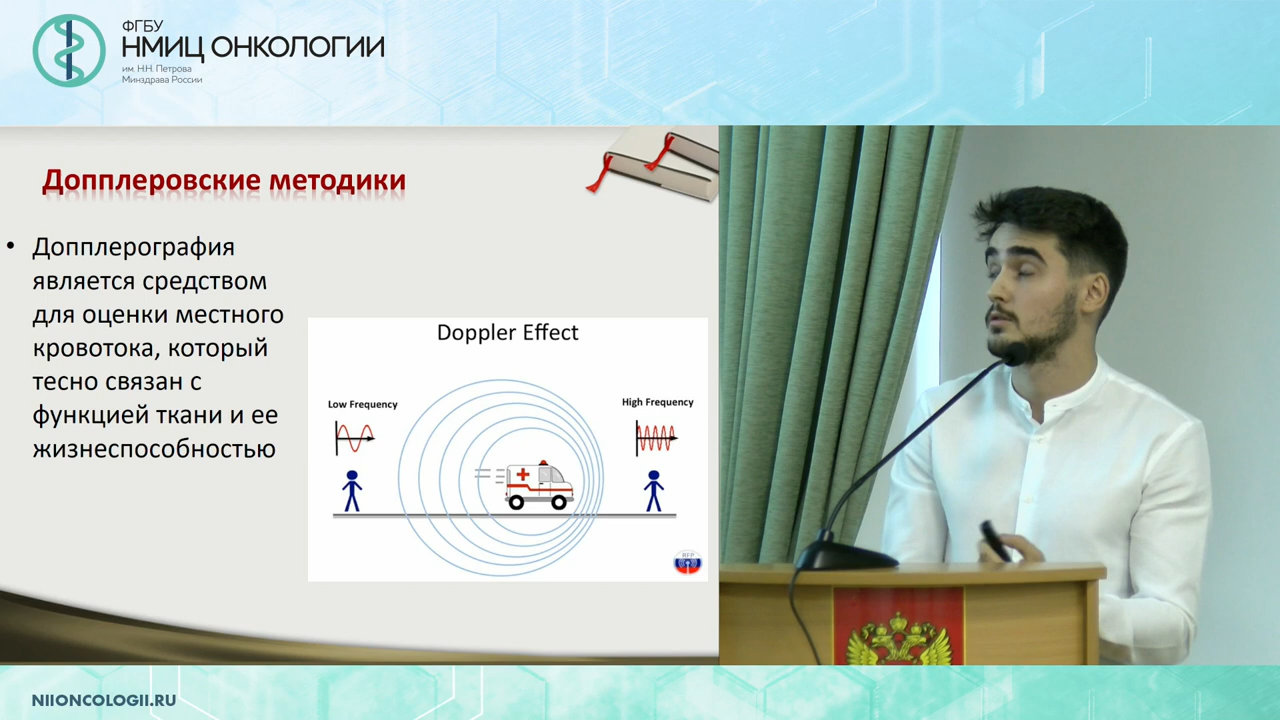 ФГБУ
НМИЦ ОНКОЛОГИИ
им. Н.Н. Петрова
Минздрава России
Допплеровские методики
• Допплерография
является средством
для оценки местного
кровотока, который
тесно связан с
функцией ткани и ее
жизнеспособностью
Doppler Effect
Low Frequency
High Frequency
RFP
NIIONCOLOGII.RU